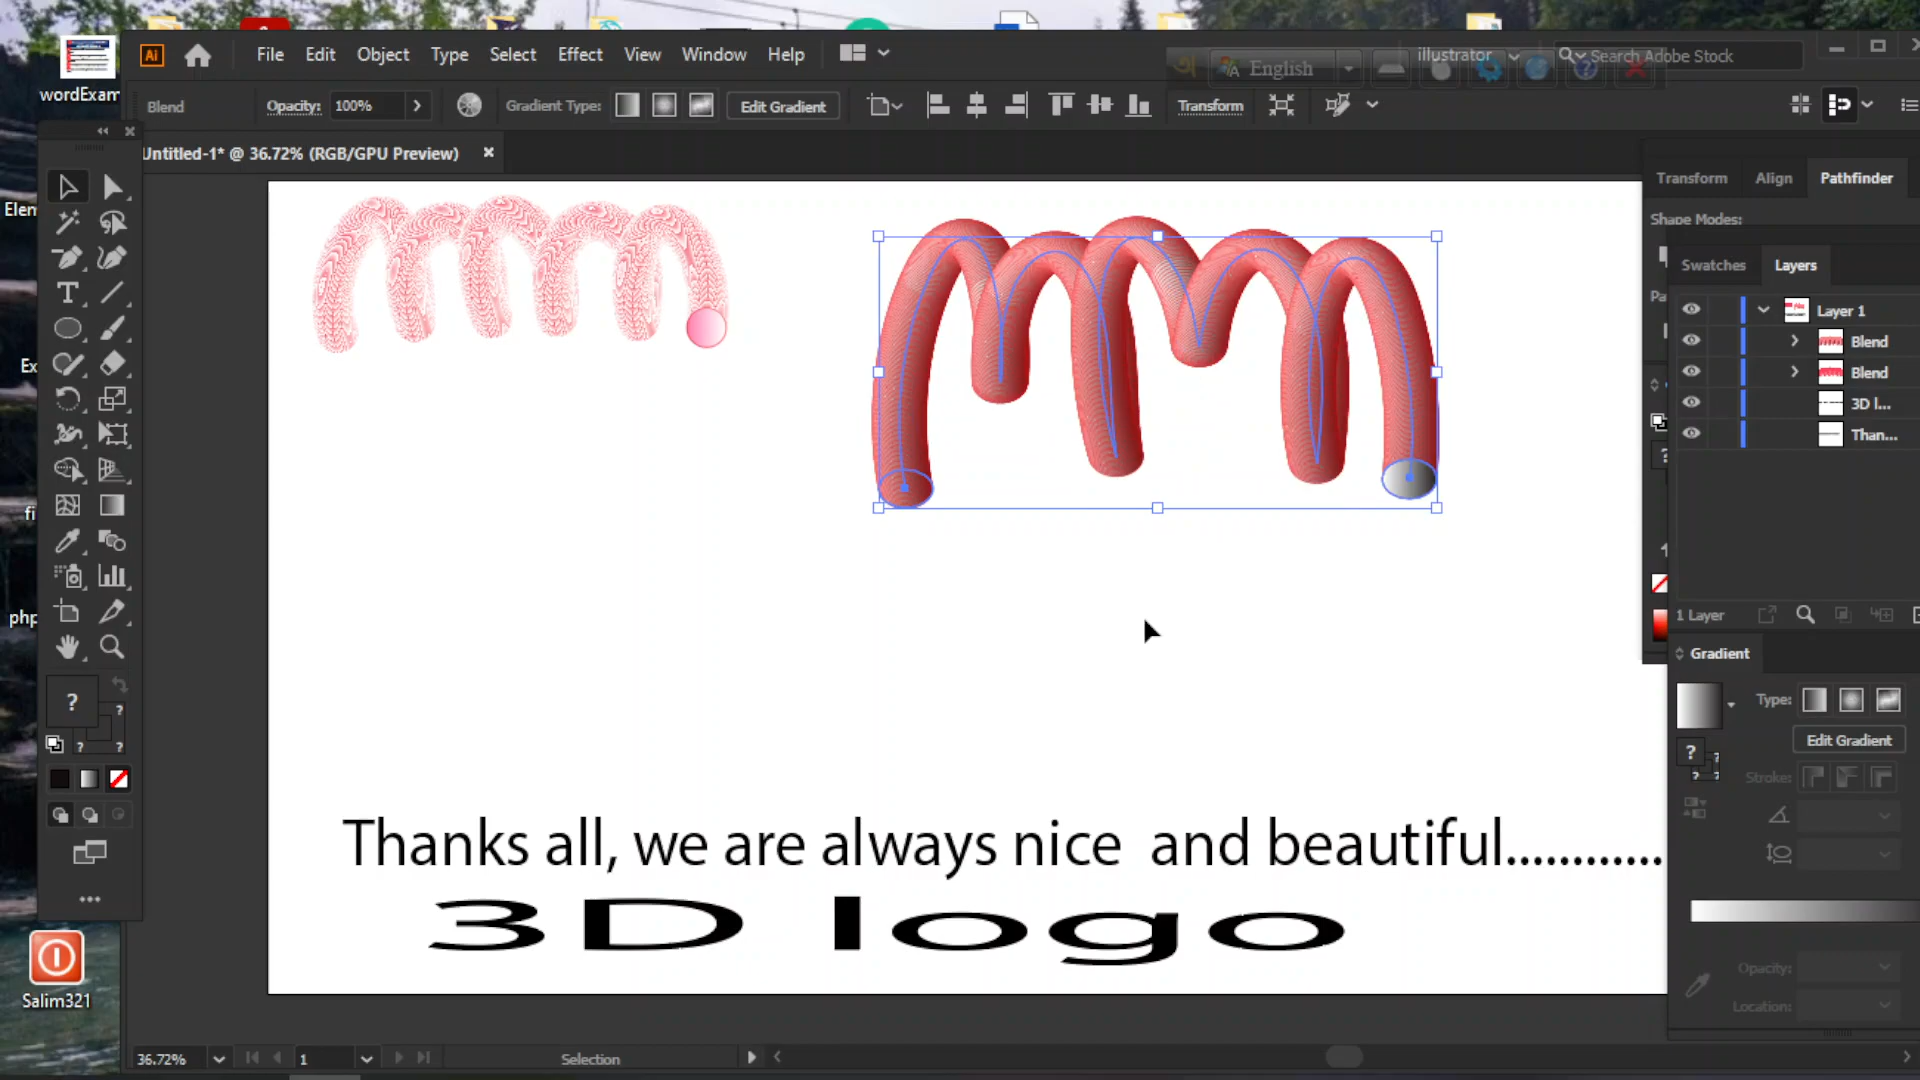 wordExam
File Edit Object Type Select Effect View Window Help
English
illustrator
Search Adobe Stock
Blend
Opacity: 100%
Gradient Type:
Edit Gradient
Transform
Untitled-1* @ 36.72% (RGB/GPU Preview)
Transform Align Pathfinder
Shape Modes:
Swatches Layers
Layer 1
Blend
Blend
3D l...
Than...
1 Layer
Gradient
Type:
Edit Gradient
Stroke:
Opacity:
Location:
Thanks all, we are always nice and beautiful............
3D logo
Salim321
36.72%
1
Selection